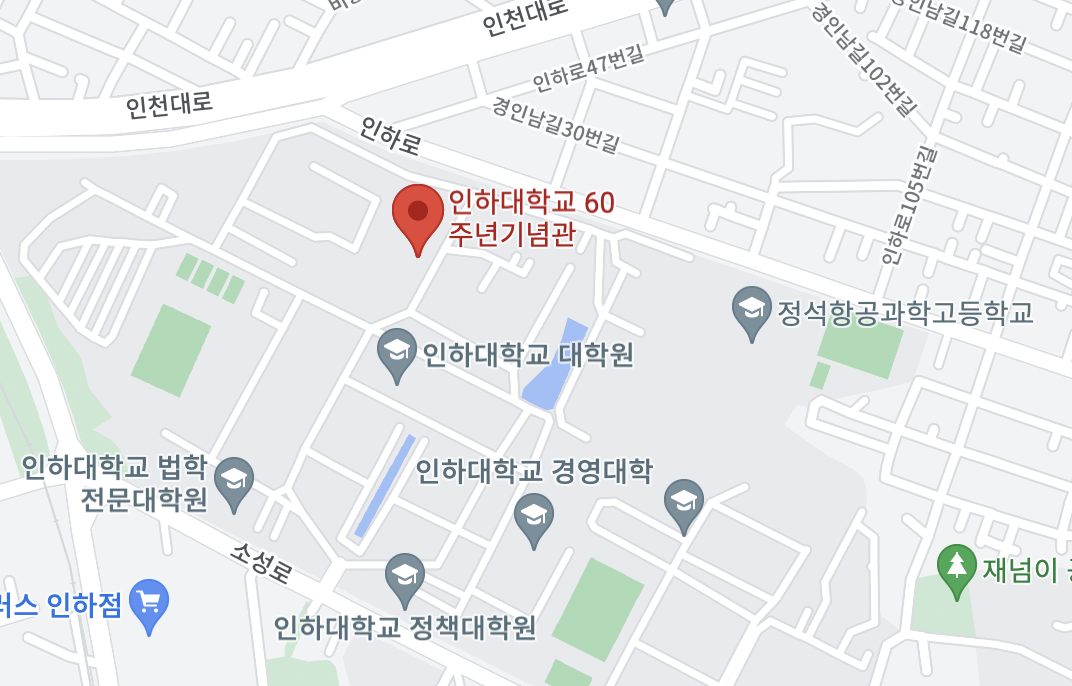 인천대로
경인남길118번길
인천대로
인하로47번길
경인남길102번길
경인남길30번길
인하로
인하로105번길
인하대학교 60
주년기념관
정석항공과학고등학교
인하대학교 대학원
인하대학교 법학
전문대학원
인하대학교 경영대학
소성로
재넘이
러스 인하점
인하대학교 정책대학원